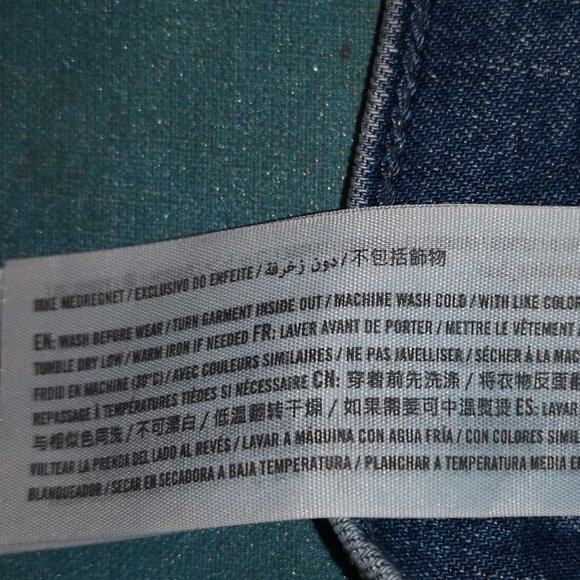 IKKE MEDREGNET / EXCLUSIVO DO ENFEITE / دون زخرفة / 不包括飾物
EN: WASH BEFORE WEAR / TURN GARMENT INSIDE OUT / MACHINE WASH COLD / WITH LIKE COLOR
TUMBLE DRY LOW / WARM IRON IF NEEDED FR: LAVER AVANT DE PORTER / METTRE LE VÊTEMENT
FROID EN MACHINE (30°C) / AVEC COULEURS SIMILAIRES / NE PAS JAVELLISER / SÉCHER À LA MAC
REPASSAGE À TEMPÉRATURES TIÈDES SI NÉCESSAIRE CN: 穿着前先洗涤 / 将衣物反面
与相似色同洗 / 不可漂白 / 低温翻转干燥 / 如果需要可中温熨烫 ES: LAVAR
VOLTEAR LA PRENDA DEL LADO AL REVÉS / LAVAR A MÁQUINA CON AGUA FRÍA / CON COLORES SIMIL
BLANQUEADOR / SECAR EN SECADORA A BAJA TEMPERATURA / PLANCHAR A TEMPERATURA MEDIA